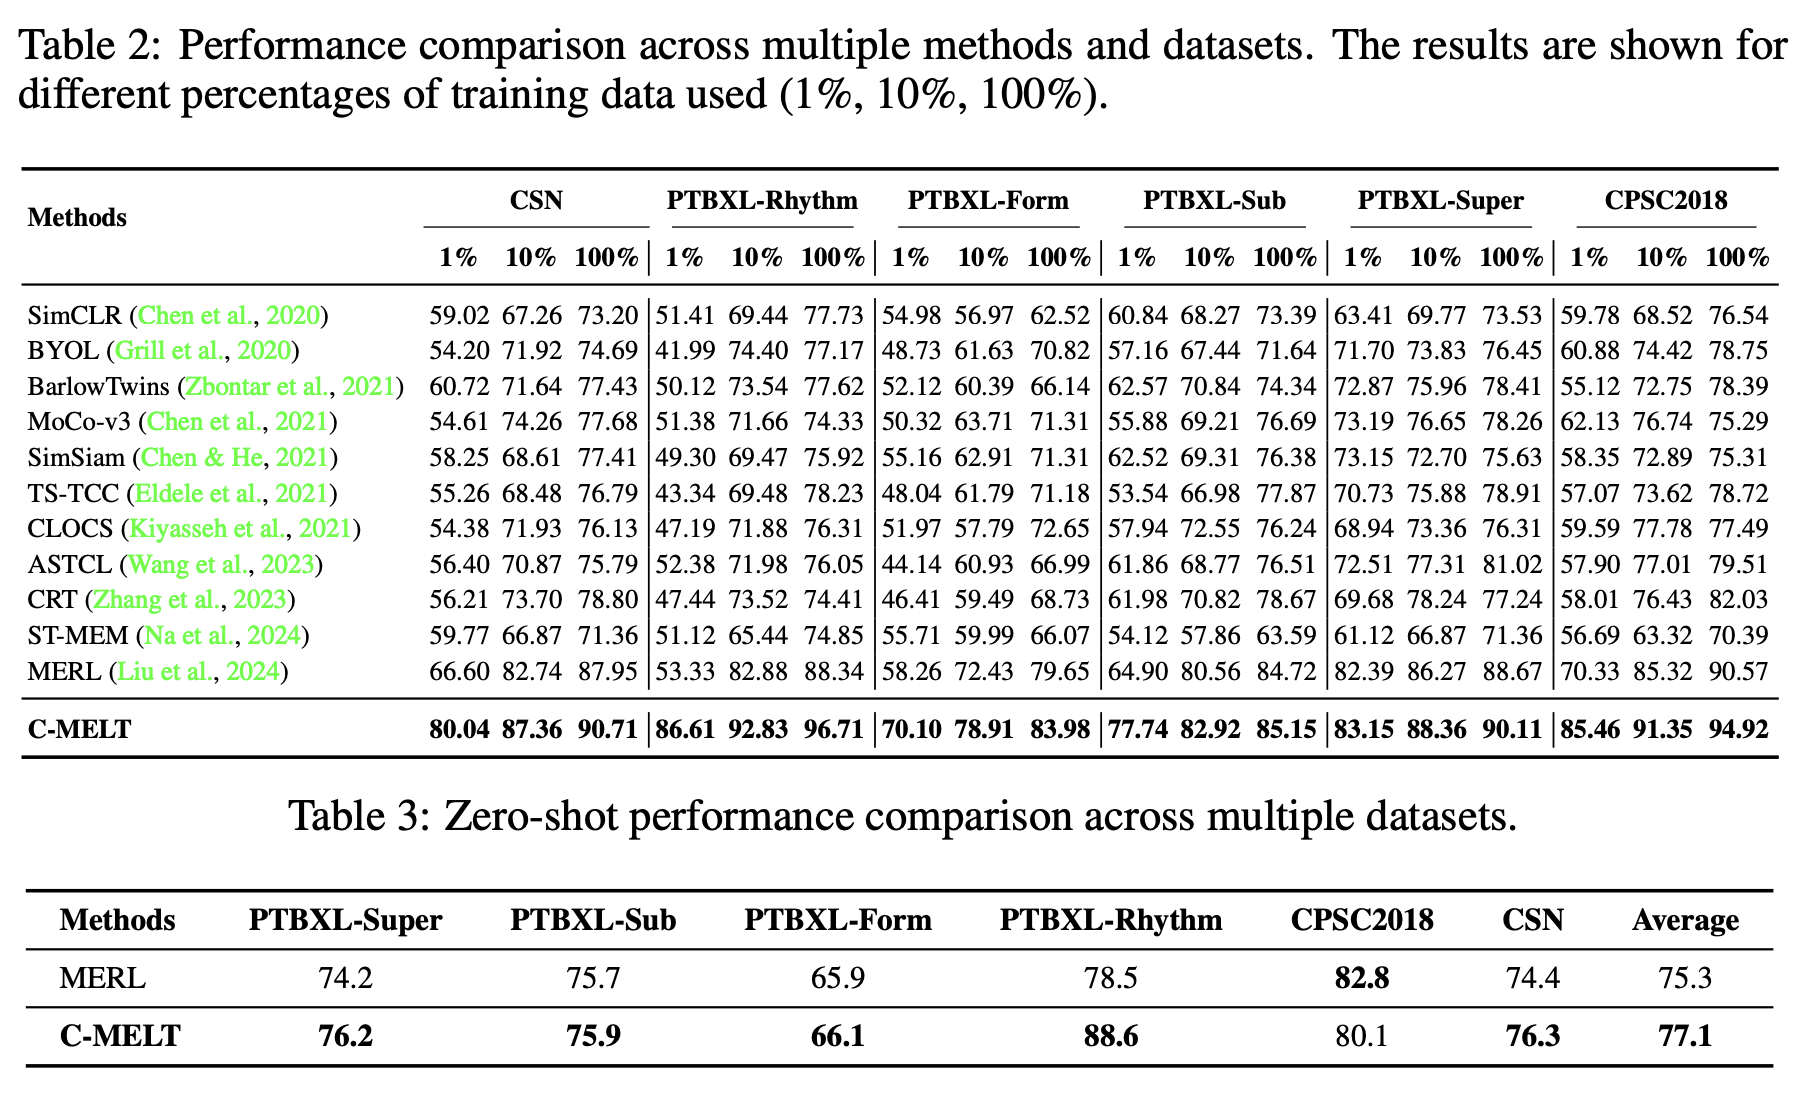 Table 2: Performance comparison across multiple methods and datasets. The results are shown for
different percentages of training data used (1%, 10%, 100%).
Methods CSN PTBXL-Rhythm PTBXL-Form PTBXL-Sub PTBXL-Super CPSC2018
1% 10% 100% 1% 10% 100% 1% 10% 100% 1% 10% 100% 1% 10% 100% 1% 10% 100%
SimCLR (Chen et al., 2020) 59.02 67.26 73.20 51.41 69.44 77.73 54.98 56.97 62.52 60.84 68.27 73.39 63.41 69.77 73.53 59.78 68.52 76.54
BYOL (Grill et al., 2020) 54.20 71.92 74.69 41.99 74.40 77.17 48.73 61.63 70.82 57.16 67.44 71.64 71.70 73.83 76.45 60.88 74.42 78.75
BarlowTwins (Zbontar et al., 2021) 60.72 71.64 77.43 50.12 73.54 77.62 52.12 60.39 66.14 62.57 70.84 74.34 72.87 75.96 78.41 55.12 72.75 78.39
MoCo-v3 (Chen et al., 2021) 54.61 74.26 77.68 51.38 71.66 74.33 50.32 63.71 71.31 55.88 69.21 76.69 73.19 76.65 78.26 62.13 76.74 75.29
SimSiam (Chen & He, 2021) 58.25 68.61 77.41 49.30 69.47 75.92 55.16 62.91 71.31 62.52 69.31 76.38 73.15 72.70 75.63 58.35 72.89 75.31
TS-TCC (Eldele et al., 2021) 55.26 68.48 76.79 43.34 69.48 78.23 48.04 61.79 71.18 53.54 66.98 77.87 70.73 75.88 78.91 57.07 73.62 78.72
CLOCS (Kiyasseh et al., 2021) 54.38 71.93 76.13 47.19 71.88 76.31 51.97 57.79 72.65 57.94 72.55 76.24 68.94 73.36 76.31 59.59 77.78 77.49
ASTCL (Wang et al., 2023) 56.40 70.87 75.79 52.38 71.98 76.05 44.14 60.93 66.99 61.86 68.77 76.51 72.51 77.31 81.02 57.90 77.01 79.51
CRT (Zhang et al., 2023) 56.21 73.70 78.80 47.44 73.52 74.41 46.41 59.49 68.73 61.98 70.82 78.67 69.68 78.24 77.24 58.01 76.43 82.03
ST-MEM (Na et al., 2024) 59.77 66.87 71.36 51.12 65.44 74.85 55.71 59.99 66.07 54.12 57.86 63.59 61.12 66.87 71.36 56.69 63.32 70.39
MERL (Liu et al., 2024) 66.60 82.74 87.95 53.33 82.88 88.34 58.26 72.43 79.65 64.90 80.56 84.72 82.39 86.27 88.67 70.33 85.32 90.57
C-MELT 80.04 87.36 90.71 86.61 92.83 96.71 70.10 78.91 83.98 77.74 82.92 85.15 83.15 88.36 90.11 85.46 91.35 94.92
Table 3: Zero-shot performance comparison across multiple datasets.
Methods PTBXL-Super PTBXL-Sub PTBXL-Form PTBXL-Rhythm CPSC2018 CSN Average
MERL 74.2 75.7 65.9 78.5 82.8 74.4 75.3
C-MELT 76.2 75.9 66.1 88.6 80.1 76.3 77.1